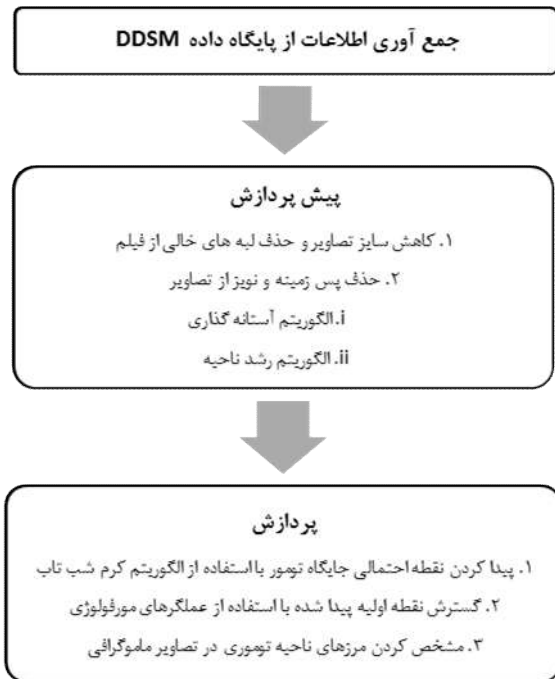 جمع آوری اطلاعات از پایگاه داده DDSM
پیش پردازش
۱. کاهش سایز تصاویر و حذف لبه های خالی از فیلم
۲. حذف پس زمینه و نویز از تصاویر
i. الگوریتم آستانه گذاری
ii. الگوریتم رشد ناحیه
پردازش
۱. پیدا کردن نقطه احتمالی جایگاه تومور با استفاده از الگوریتم کرم شب تاب
۲. گسترش نقطه اولیه پیدا شده با استفاده از عملگرهای مورفولوژی
۳. مشخص کردن مرزهای ناحیه توموری در تصاویر ماموگرافی